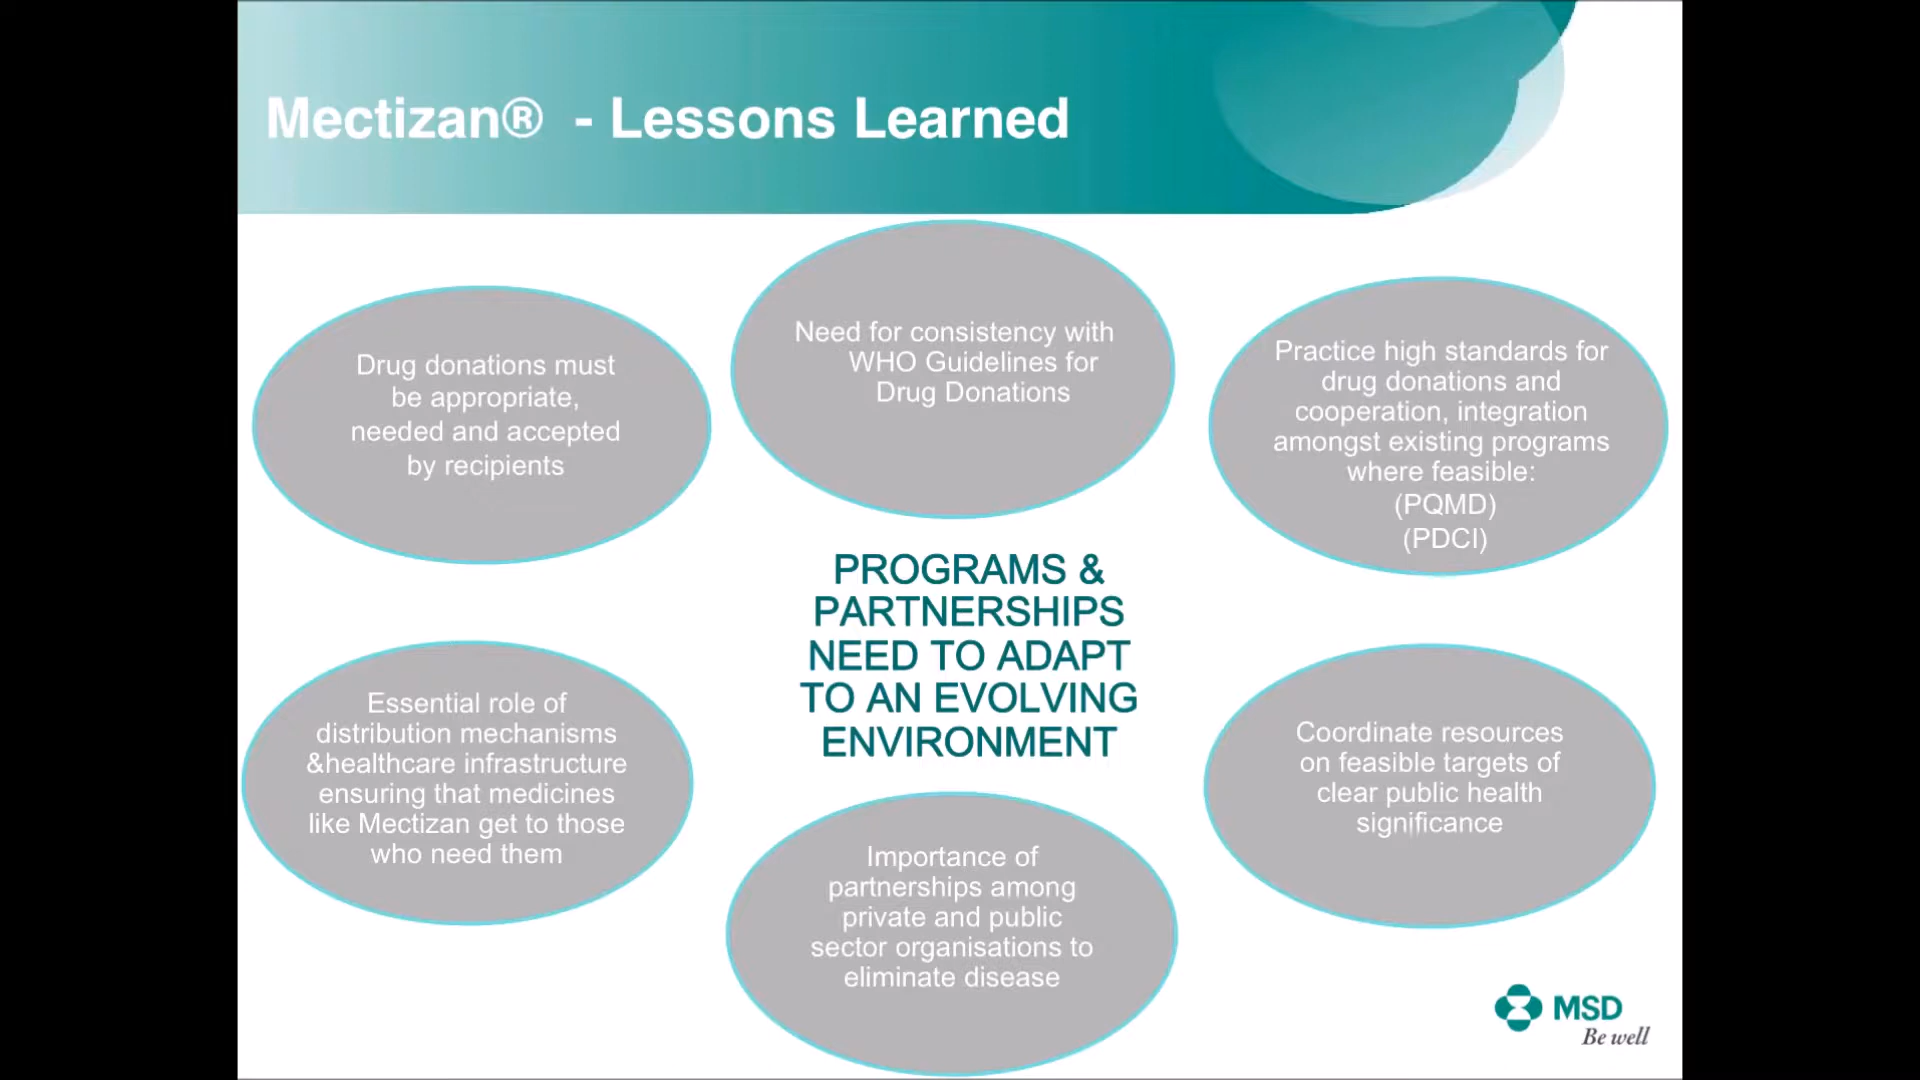 Mectizan® - Lessons Learned
Drug donations must
be appropriate,
needed and accepted
by recipients
Need for consistency with
WHO Guidelines for
Drug Donations
Practice high standards for
drug donations and
cooperation, integration
amongst existing programs
where feasible:
(PQMD)
(PDCI)
PROGRAMS &
PARTNERSHIPS
NEED TO ADAPT
TO AN EVOLVING
ENVIRONMENT
Essential role of
distribution mechanisms
&healthcare infrastructure
ensuring that medicines
like Mectizan get to those
who need them
Importance of
partnerships among
private and public
sector organisations to
eliminate disease
Coordinate resources
on feasible targets of
clear public health
significance
MSD
Be well